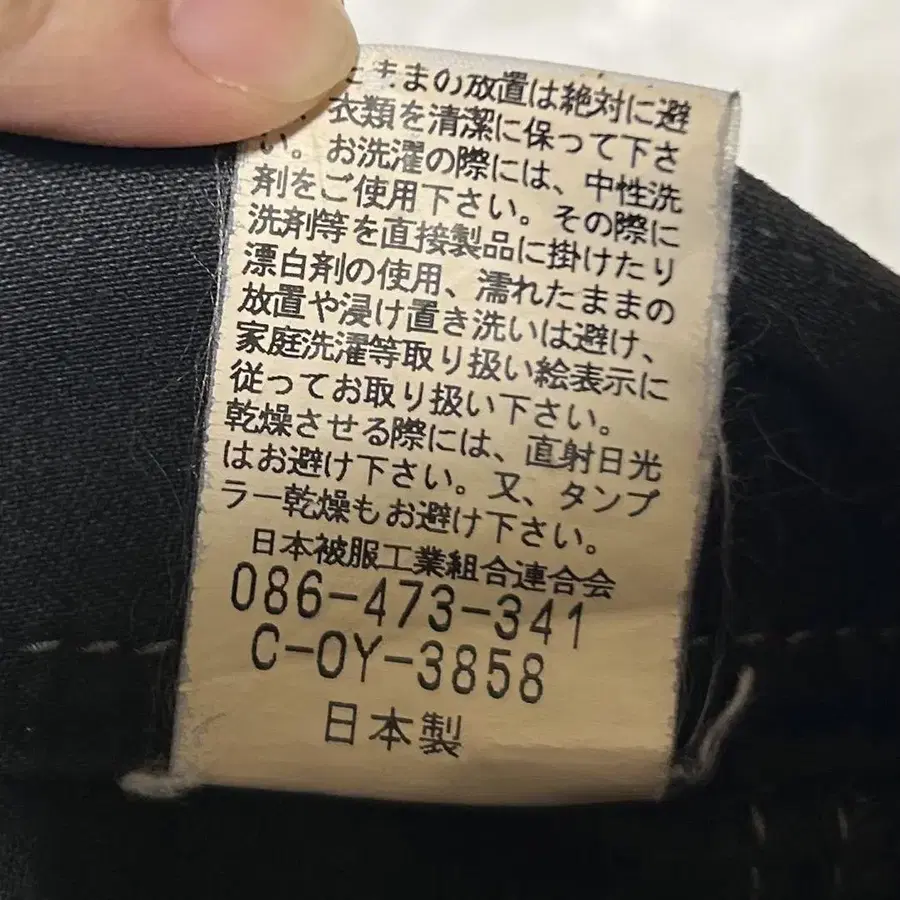 ままの放置は絶対に避
衣類を清潔に保って下さ
い。お洗濯の際には、中性洗
剤をご使用下さい。その際に
洗剤等を直接製品に掛けたり
漂白剤の使用、濡れたままの
放置や浸け置き洗いは避け、
家庭洗濯等取り扱い絵表示に
従ってお取り扱い下さい。
乾燥させる際には、直射日光
はお避け下さい。又、タンブ
ラー乾燥もお避け下さい。
日本被服工業組合連合会
086-473-341
C-OY-3858
日本製